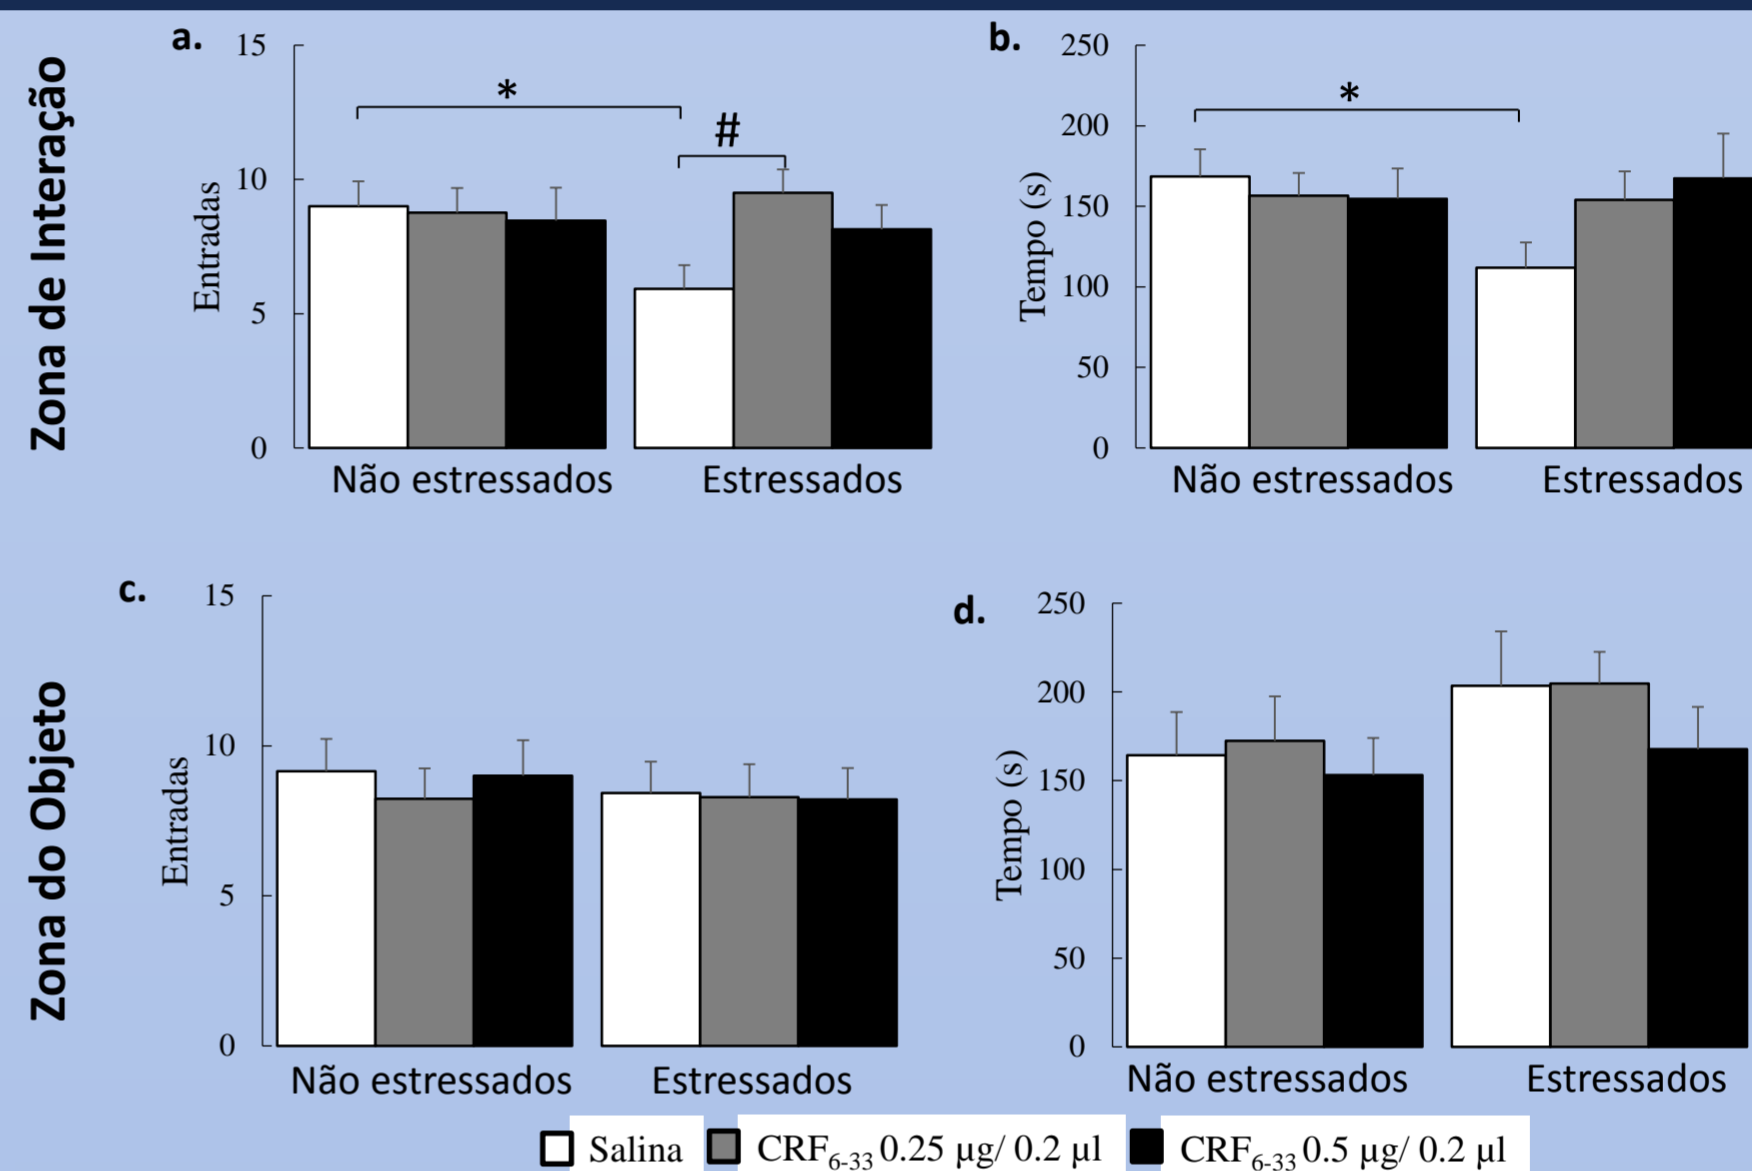 Zona de Interação
a.
15
10
5
0
Entradas
*
#
Não estressados
Estressados
b.
250
200
150
100
50
0
Tempo (s)
*
Não estressados
Estressados
Zona do Objeto
c.
15
10
5
0
Entradas
Não estressados
Estressados
d.
250
200
150
100
50
0
Tempo (s)
Não estressados
Estressados
Salina
CRF6-33 0.25 µg/ 0.2 µl
CRF6-33 0.5 µg/ 0.2 µl